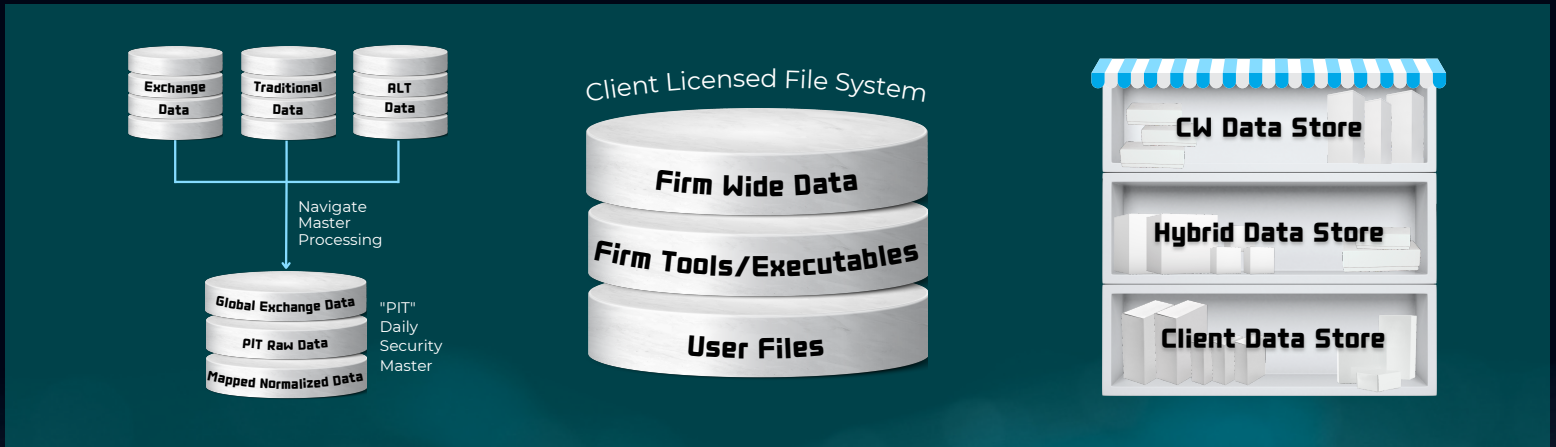 Exchange
Data
Traditional
Data
ALT
Data
Navigate
Master
Processing
Global Exchange Data
PIT Raw Data
Mapped Normalized Data
"PIT"
Daily
Security
Master
Client Licensed File System
Firm Wide Data
Firm Tools/Executables
User Files
CW Data Store
Hybrid Data Store
Client Data Store